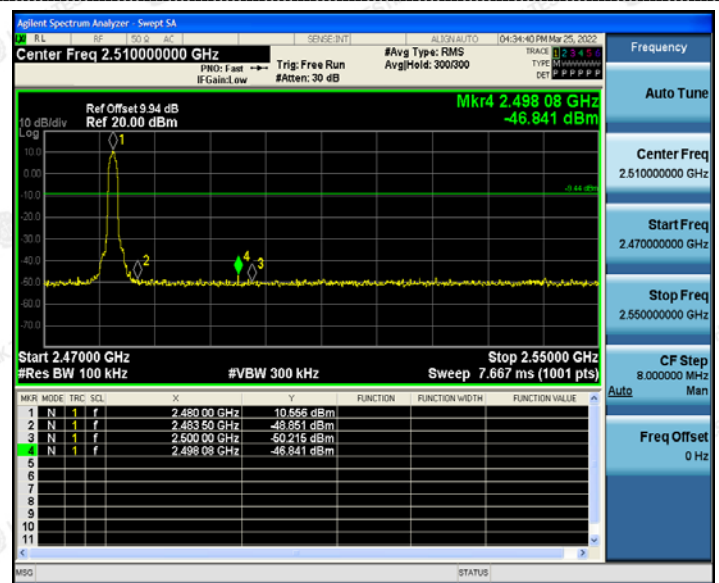 Agilent Spectrum Analyzer - Swept SA
RL RF 50 Ω AC SENSE:INT ALIGN AUTO 04:34:40 PM Mar 25, 2022
Center Freq 2.510000000 GHz
PNO: Fast
IFGain:Low
Trig: Free Run
#Atten: 30 dB
#Avg Type: RMS
Avg|Hold: 300/300
TRACE 1 2 3 4 5 6
TYPE M WWWWW
DET P P P P P P
Ref Offset 9.94 dB
Ref 20.00 dBm
10 dB/div
Log
Mkr4 2.498 08 GHz
-46.841 dBm
1
10.0
0.00
-10.0
-9.44 dBm
-20.0
-30.0
-40.0
2
4
3
-50.0
-60.0
-70.0
Start 2.47000 GHz
Stop 2.55000 GHz
#Res BW 100 kHz
#VBW 300 kHz
Sweep 7.667 ms (1001 pts)
MKR MODE TRC SCL X Y FUNCTION FUNCTION WIDTH FUNCTION VALUE
1 N 1 f 2.480 00 GHz 10.556 dBm
2 N 1 f 2.483 50 GHz -48.851 dBm
3 N 1 f 2.500 00 GHz -50.215 dBm
4 N 1 f 2.498 08 GHz -46.841 dBm
5
6
7
8
9
10
11
MSG
STATUS
Frequency
Auto Tune
Center Freq
2.510000000 GHz
Start Freq
2.470000000 GHz
Stop Freq
2.550000000 GHz
CF Step
8.000000 MHz
Auto Man
Freq Offset
0 Hz